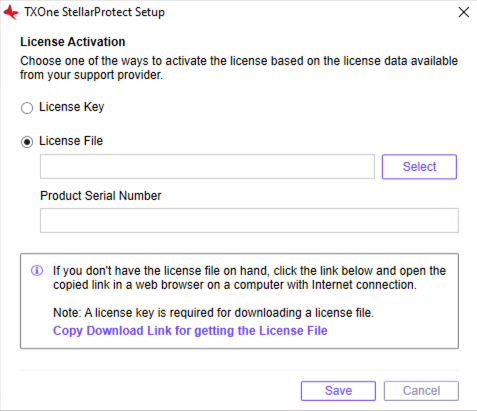 TXOne StellarProtect Setup
License Activation
Choose one of the ways to activate the license based on the license data available
from your support provider.
License Key
License File
Select
Product Serial Number
If you don't have the license file on hand, click the link below and open the
copied link in a web browser on a computer with Internet connection.
Note: A license key is required for downloading a license file.
Copy Download Link for getting the License File
Save
Cancel